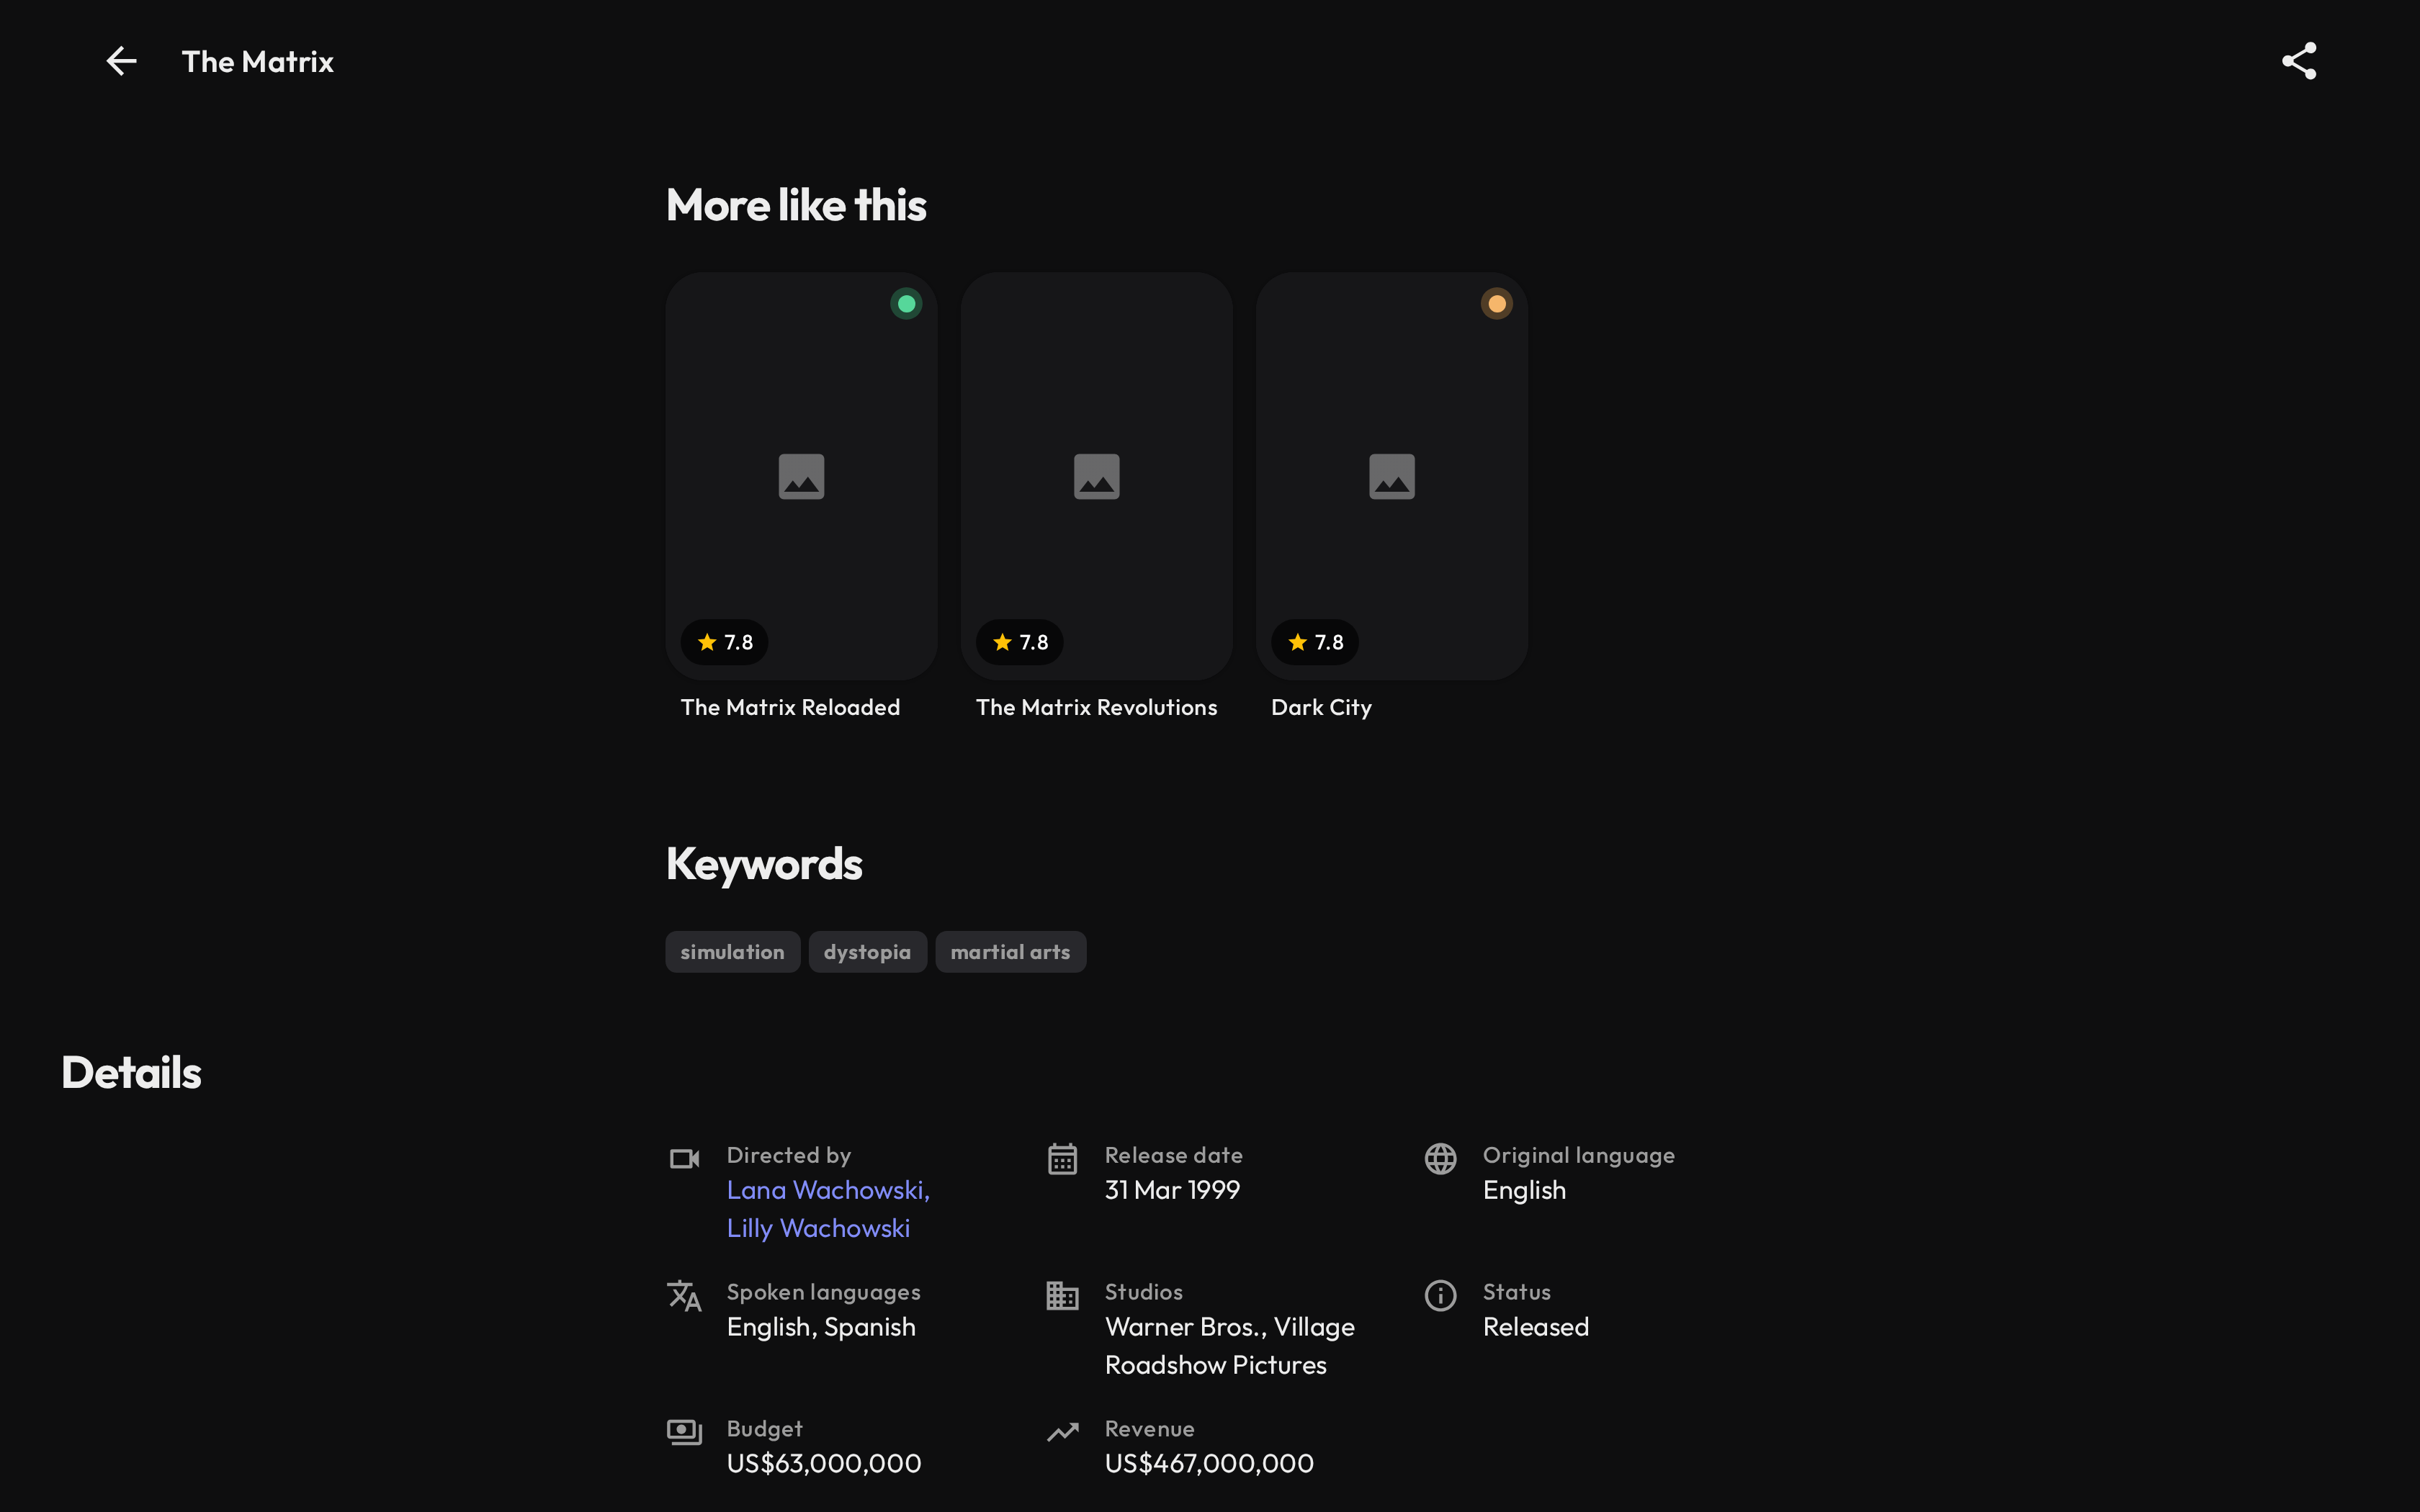 The Matrix
More like this
7.8
7.8
7.8
The Matrix Reloaded
The Matrix Revolutions
Dark City
Keywords
simulation
dystopia
martial arts
Details
Directed by
Lana Wachowski,
Lilly Wachowski
Release date
31 Mar 1999
Original language
English
Spoken languages
English, Spanish
Studios
Warner Bros., Village
Roadshow Pictures
Status
Released
Budget
US$63,000,000
Revenue
US$467,000,000